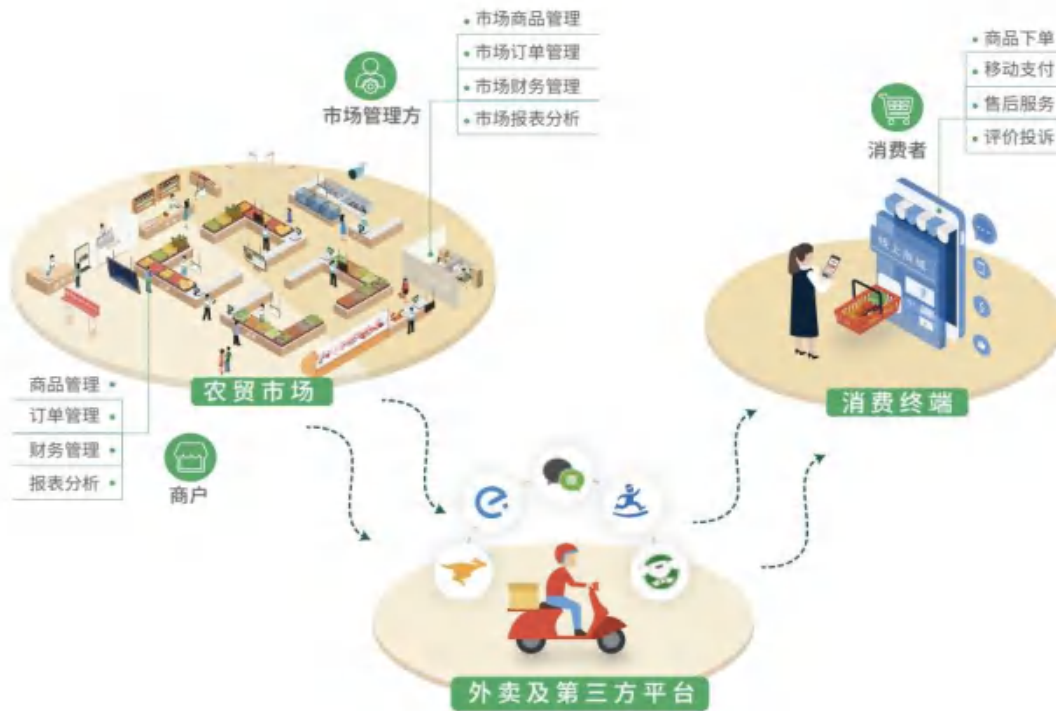 市场管理方
市场商品管理
市场订单管理
市场财务管理
市场报表分析
消费者
商品下单
移动支付
售后服务
评价投诉
线上商城
农贸市场
商品管理
订单管理
财务管理
报表分析
商户
消费终端
外卖及第三方平台